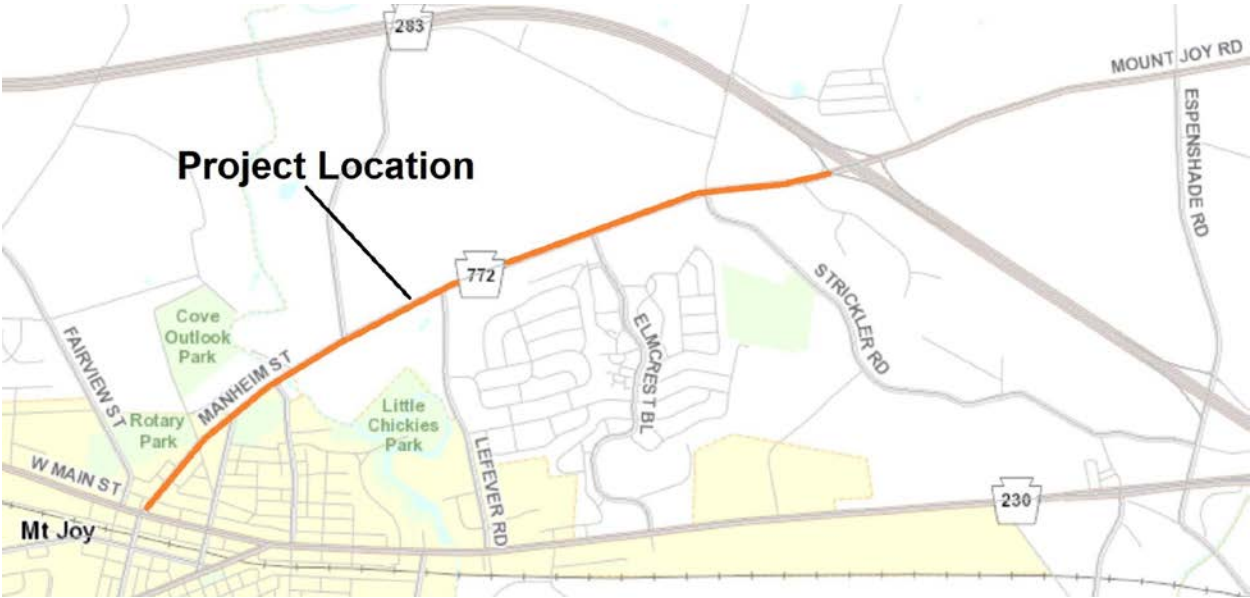 283
MOUNT JOY RD
ESPENSHADE RD
Project Location
772
STRICKLER RD
Cove
Outlook
Park
FAIRVIEW ST
MANHEIM ST
ELMCREST BL
Rotary
Park
Little
Chickies
Park
LEFEVER RD
W MAIN ST
230
Mt Joy